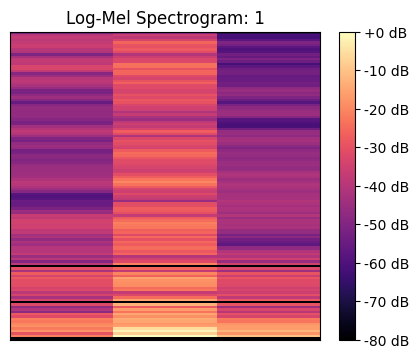 Log-Mel Spectrogram: 1
+0 dB
-10 dB
-20 dB
-30 dB
-40 dB
-50 dB
-60 dB
-70 dB
-80 dB